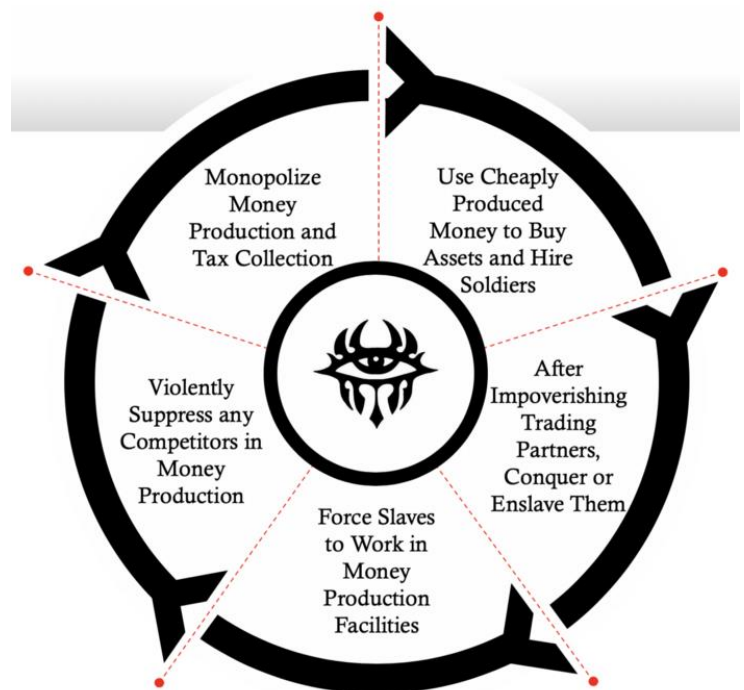 Monopolize
Money
Production and
Tax Collection
Use Cheaply
Produced
Money to Buy
Assets and Hire
Soldiers
After
Impoverishing
Trading
Partners,
Conquer or
Enslave Them
Force Slaves
to Work in
Money
Production
Facilities
Violently
Suppress any
Competitors in
Money
Production